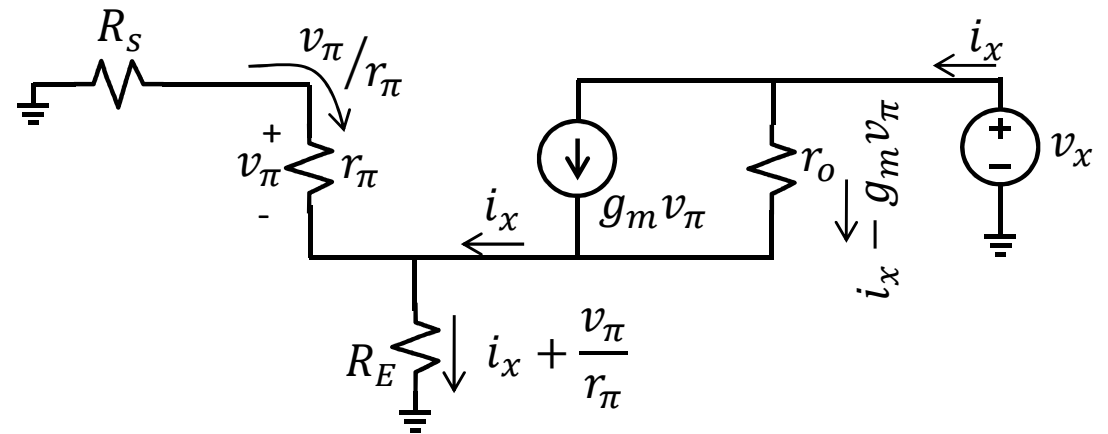 R_s
v_π/r_π
i_x
+
v_π
r_π
-
g_m v_π
r_o
i_x − g_m v_π
+
−
v_x
i_x
R_E
i_x + v_π/r_π